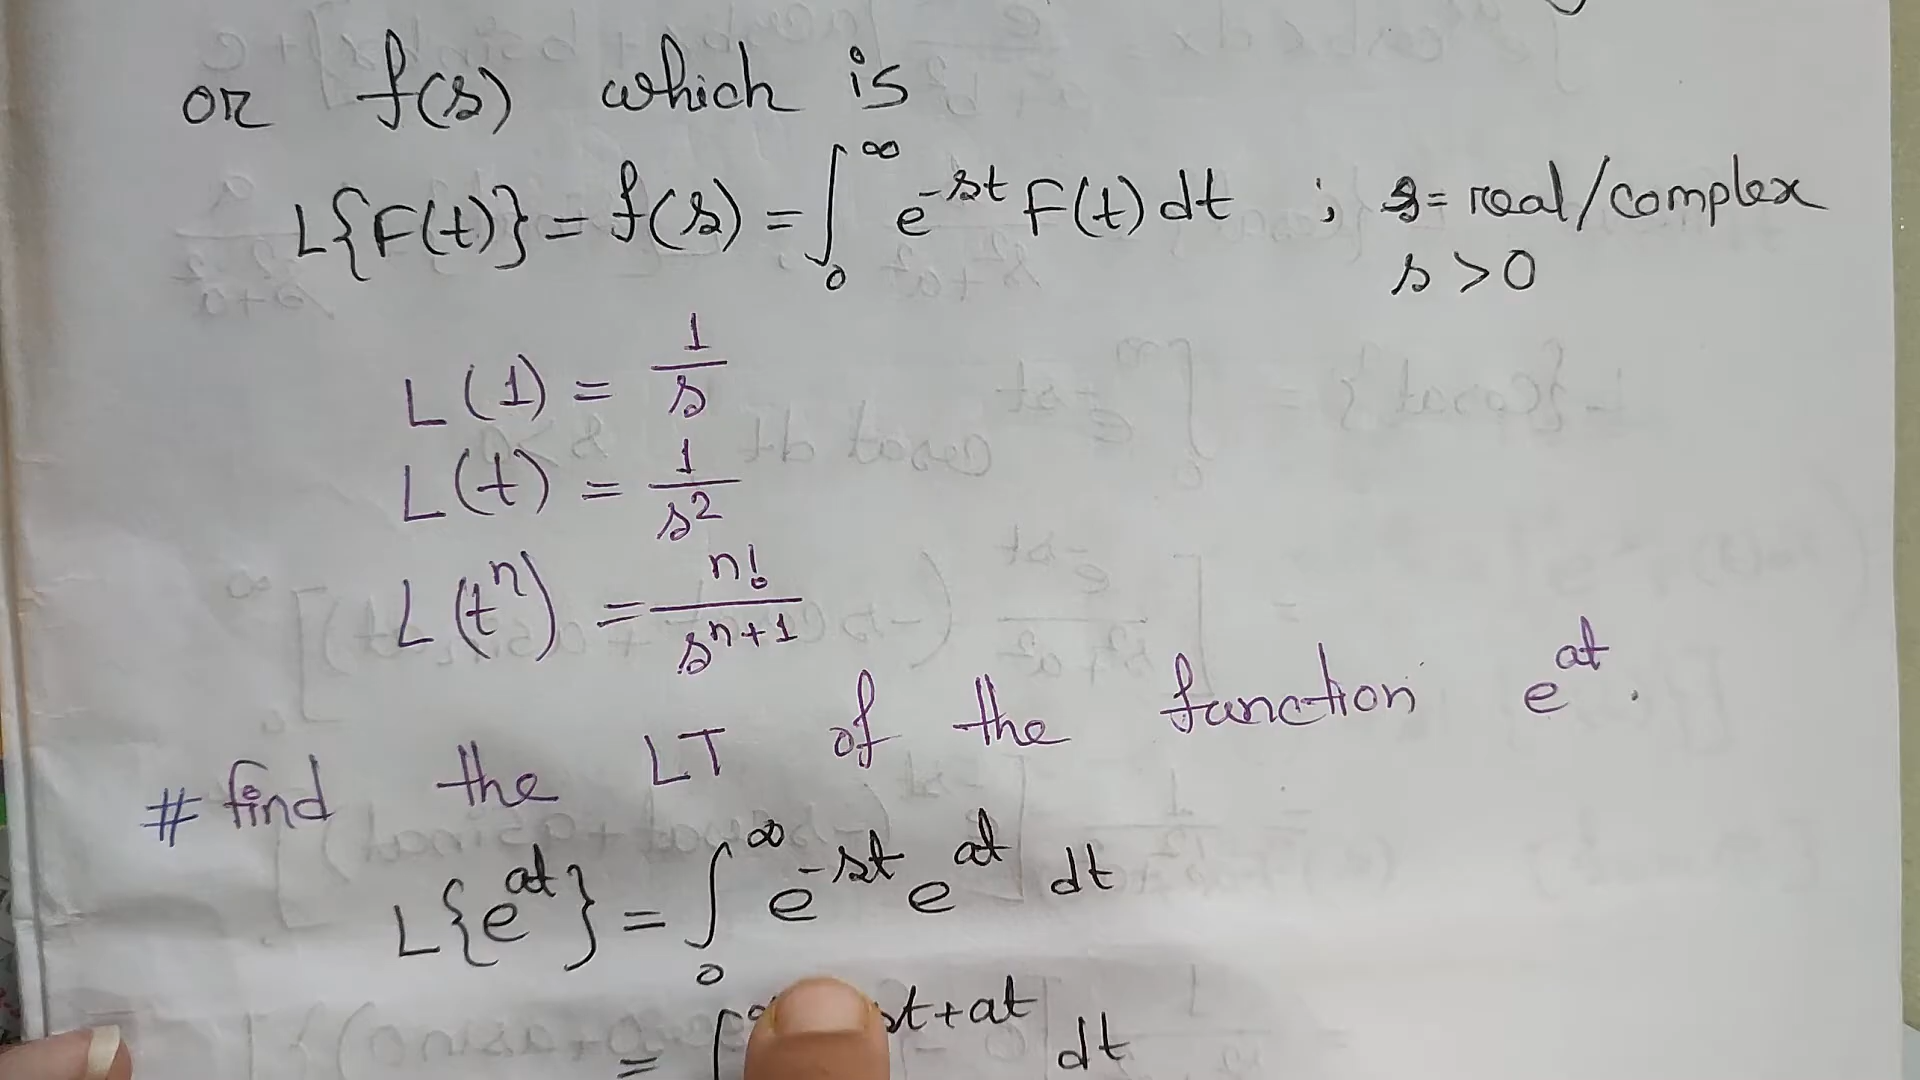 or f(s) which is
L{F(t)} = f(s) = ∫₀^∞ e^{-st} F(t) dt ; s = real/complex
s > 0
L(1) = 1/s
L(t) = 1/s²
L(tⁿ) = n!/s^{n+1}
# find the LT of the function e^{at}.
L{e^{at}} = ∫₀^∞ e^{-st} e^{at} dt
= ∫ st+at dt